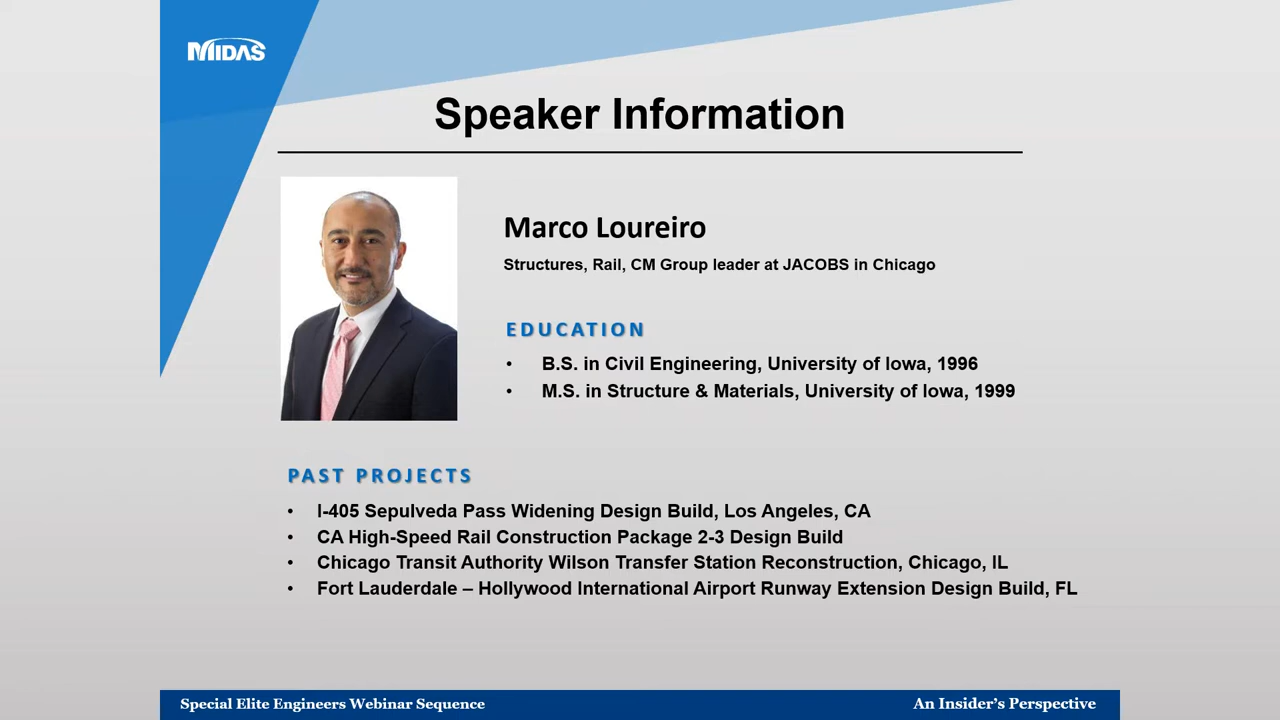 MIDAS
Speaker Information
Marco Loureiro
Structures, Rail, CM Group leader at JACOBS in Chicago
EDUCATION
• B.S. in Civil Engineering, University of Iowa, 1996
• M.S. in Structure & Materials, University of Iowa, 1999
PAST PROJECTS
• I-405 Sepulveda Pass Widening Design Build, Los Angeles, CA
• CA High-Speed Rail Construction Package 2-3 Design Build
• Chicago Transit Authority Wilson Transfer Station Reconstruction, Chicago, IL
• Fort Lauderdale – Hollywood International Airport Runway Extension Design Build, FL
Special Elite Engineers Webinar Sequence
An Insider’s Perspective